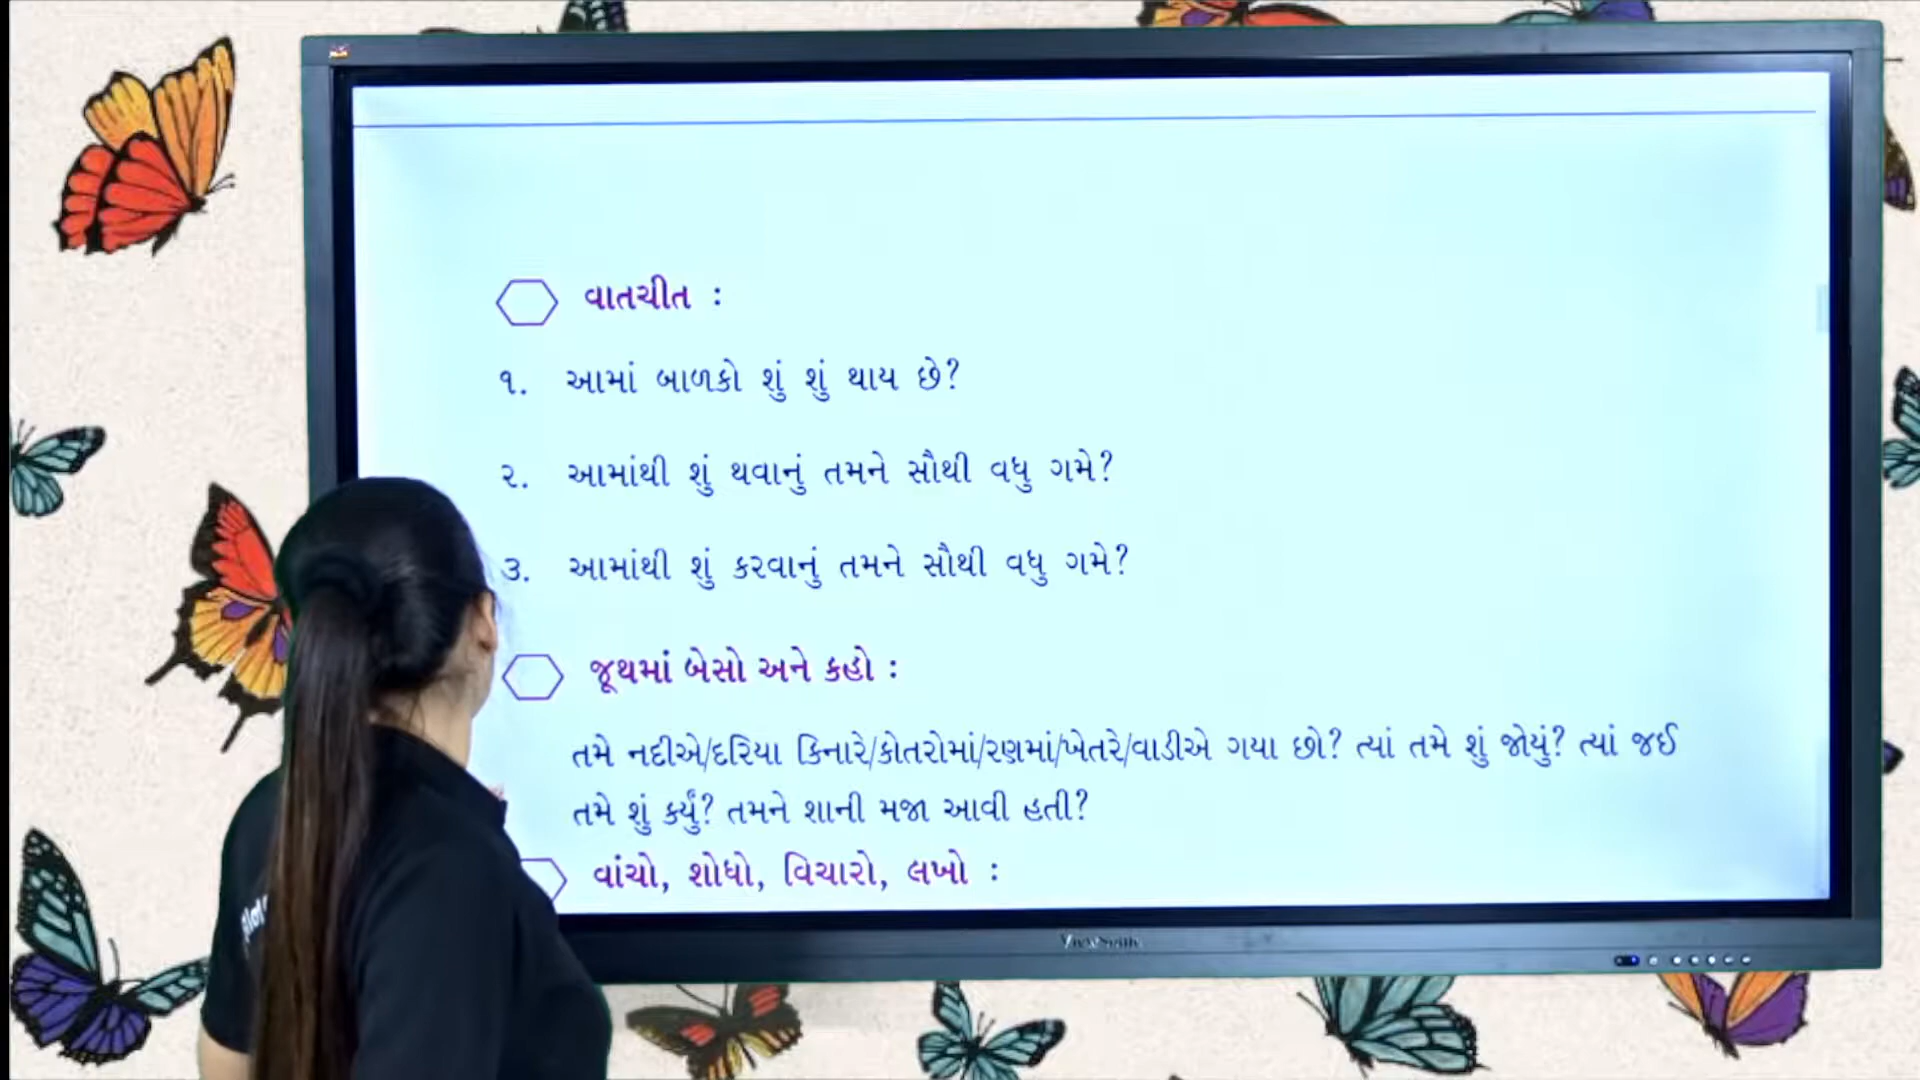 વાતચીત :
૧. આમાં બાળકો શું શું થાય છે?
૨. આમાંથી શું થવાનું તમને સૌથી વધુ ગમે?
૩. આમાંથી શું કરવાનું તમને સૌથી વધુ ગમે?
જૂથમાં બેસો અને કહો :
તમે નદીએ/દરિયા કિનારે/કોતરોમાં/રણમાં/ખેતરે/વાડીએ ગયા છો? ત્યાં તમે શું જોયું? ત્યાં જઈ
તમે શું કર્યું? તમને શાની મજા આવી હતી?
વાંચો, શોધો, વિચારો, લખો :
ViewSonic